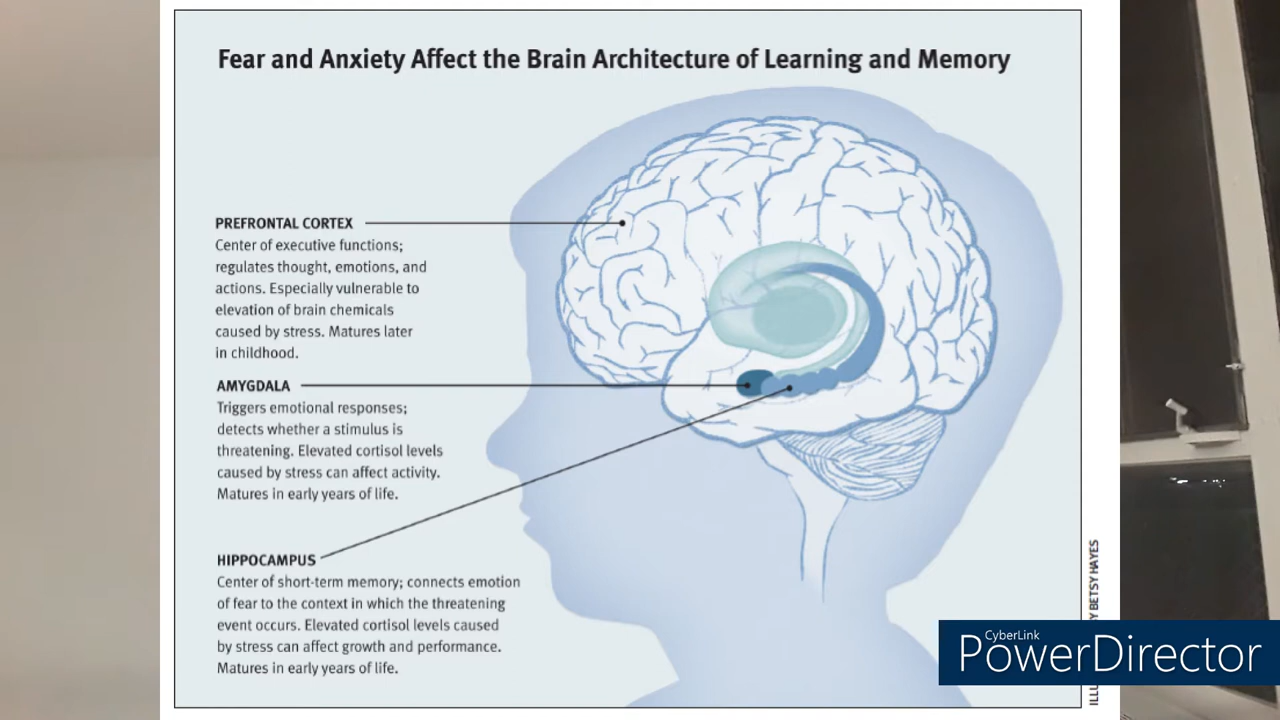 Fear and Anxiety Affect the Brain Architecture of Learning and Memory
PREFRONTAL CORTEX
Center of executive functions;
regulates thought, emotions, and
actions. Especially vulnerable to
elevation of brain chemicals
caused by stress. Matures later
in childhood.
AMYGDALA
Triggers emotional responses;
detects whether a stimulus is
threatening. Elevated cortisol levels
caused by stress can affect activity.
Matures in early years of life.
HIPPOCAMPUS
Center of short-term memory; connects emotion
of fear to the context in which the threatening
event occurs. Elevated cortisol levels caused
by stress can affect growth and performance.
Matures in early years of life.
BETSY HAYES
CyberLink
PowerDirector